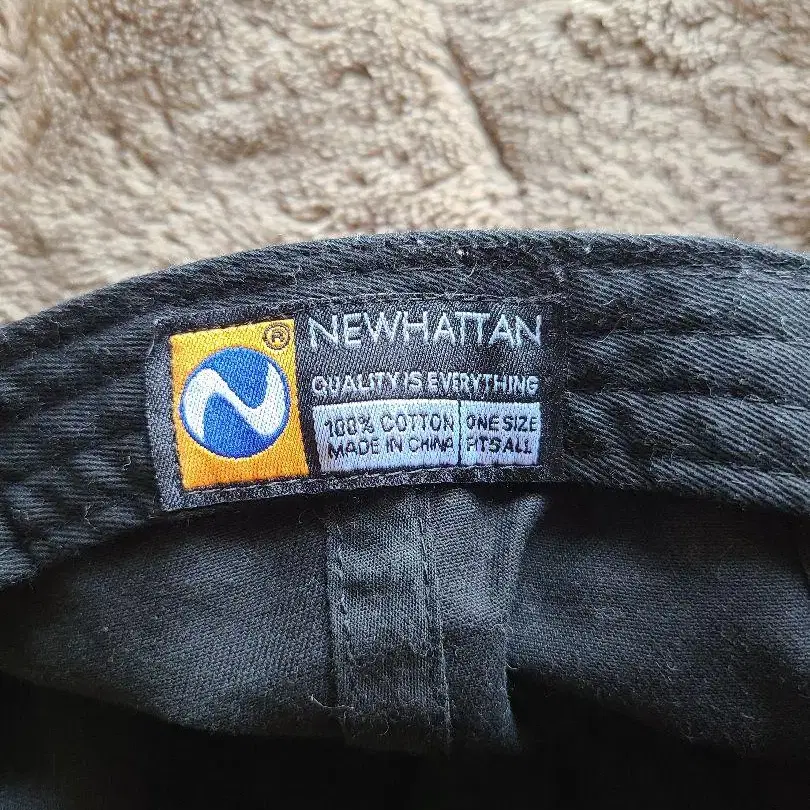 ®
NEWHATTAN
QUALITY IS EVERYTHING
100% COTTON
MADE IN CHINA
ONE SIZE
FITS ALL